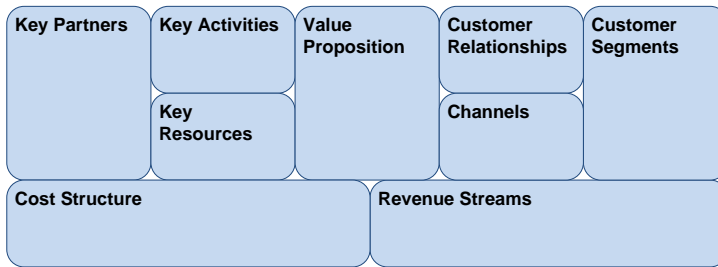 Key Partners
Key Activities
Key
Resources
Value
Proposition
Customer
Relationships
Channels
Customer
Segments
Cost Structure
Revenue Streams